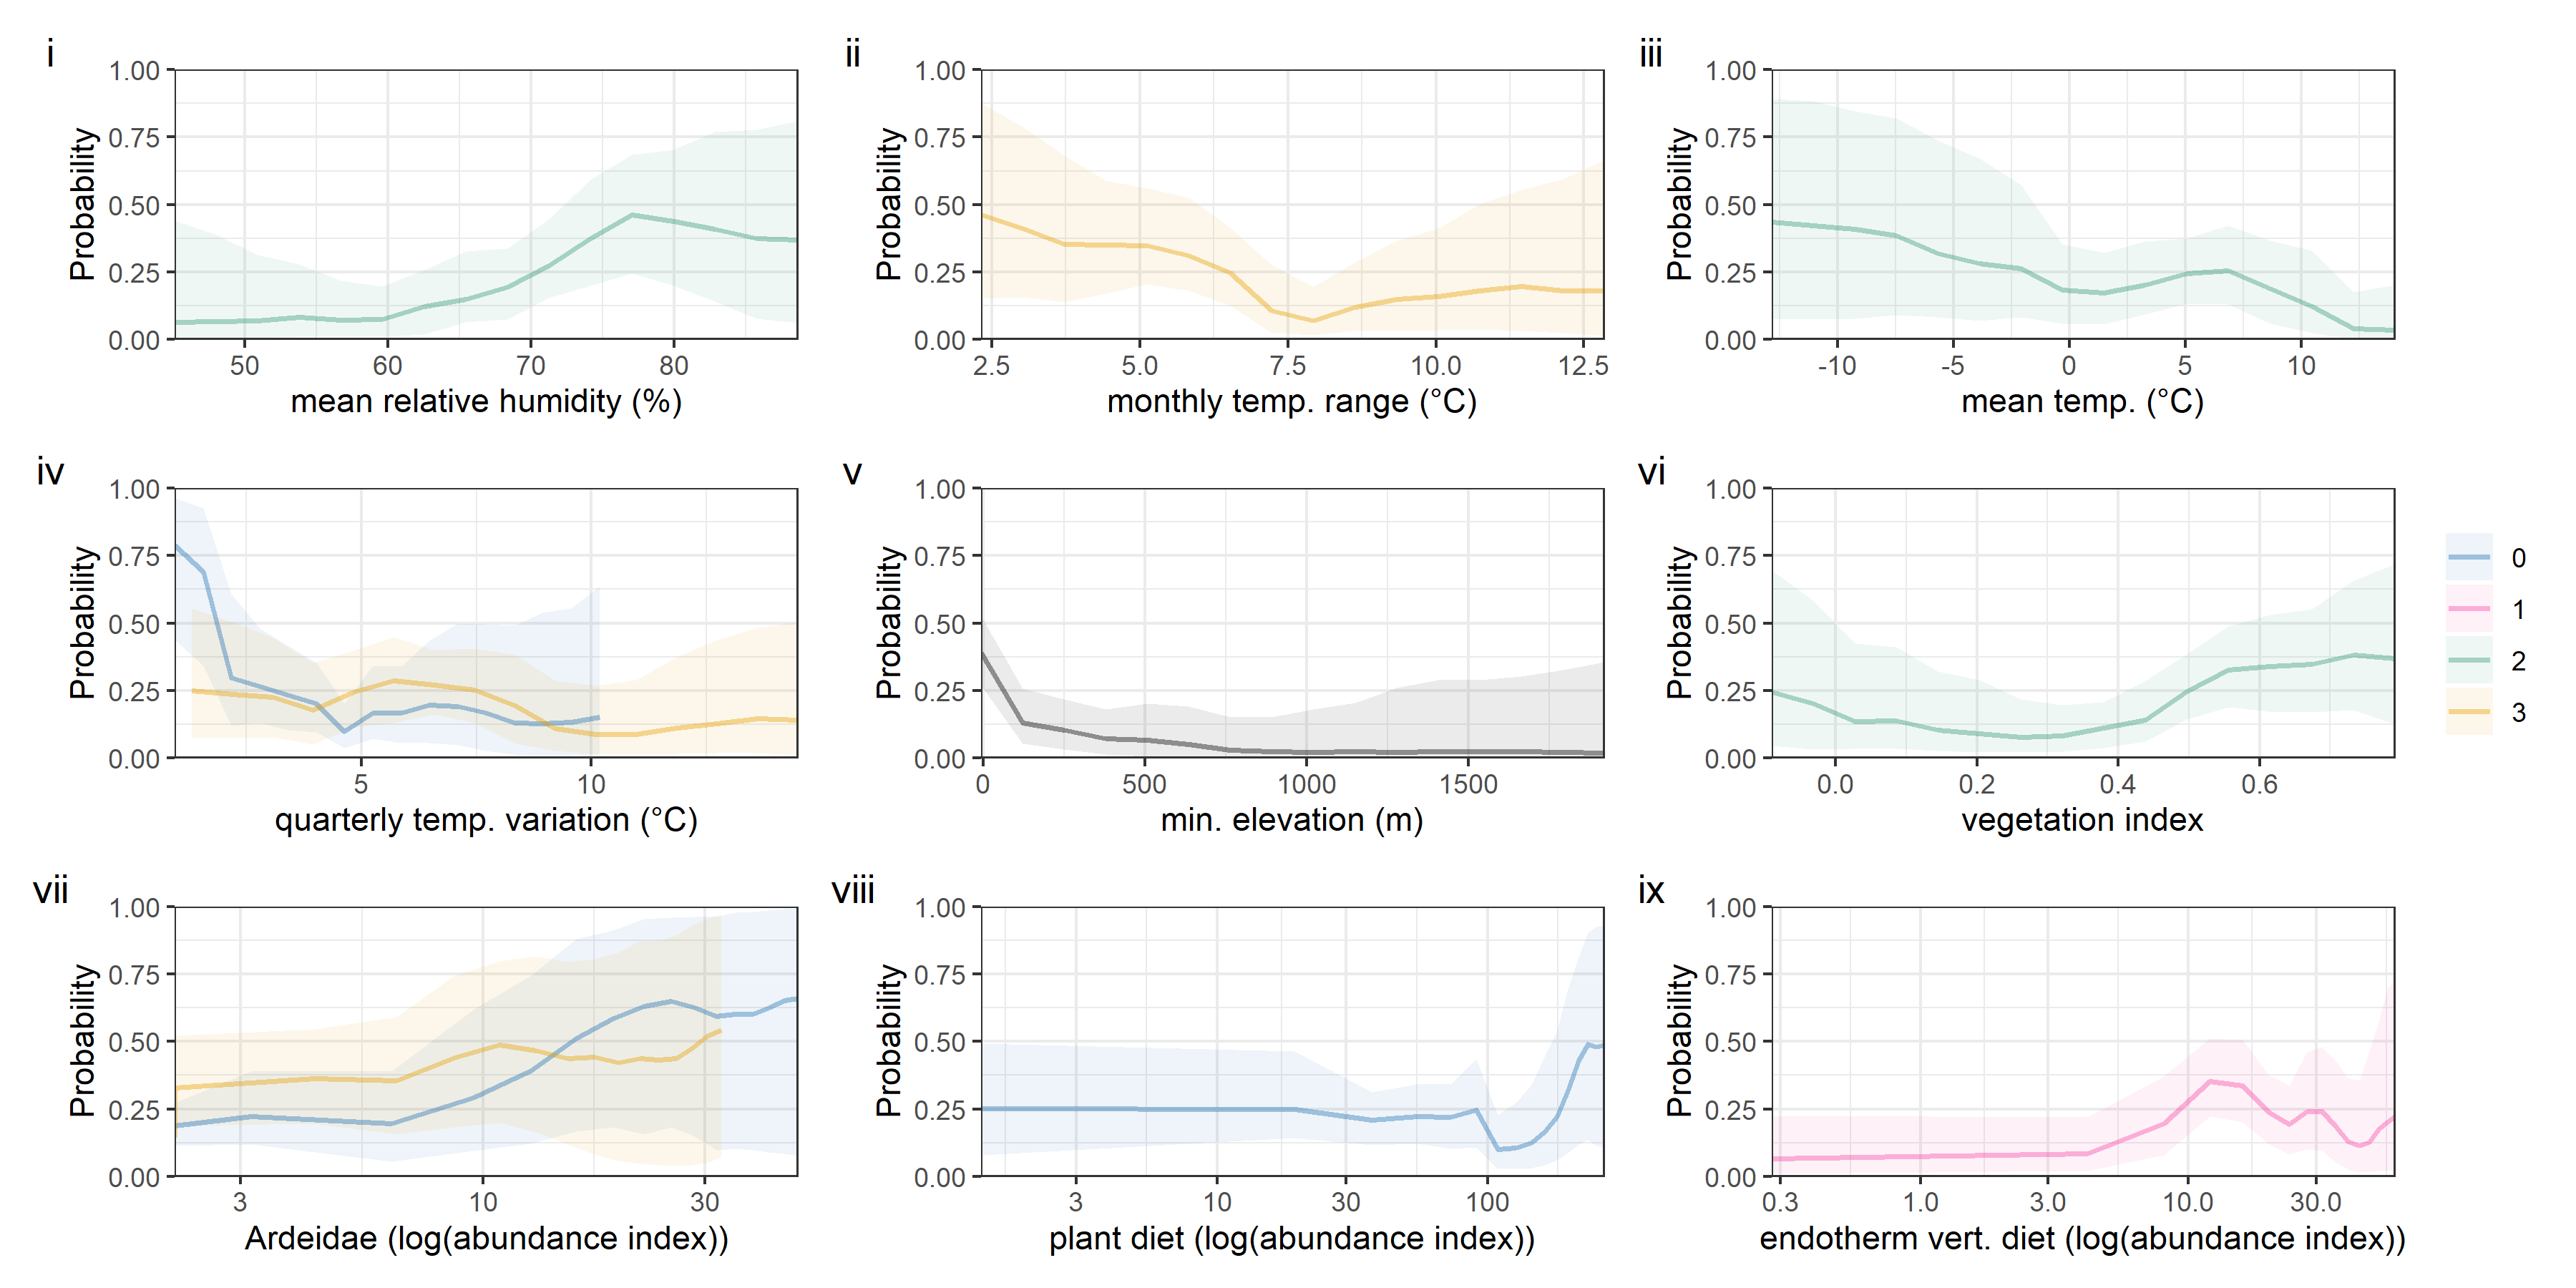 i
1.00
0.75
0.50
0.25
0.00
Probability
50 60 70 80
mean relative humidity (%)
ii
1.00
0.75
0.50
0.25
0.00
Probability
2.5 5.0 7.5 10.0 12.5
monthly temp. range (°C)
iii
1.00
0.75
0.50
0.25
0.00
Probability
-10 -5 0 5 10
mean temp. (°C)
iv
1.00
0.75
0.50
0.25
0.00
Probability
5 10
quarterly temp. variation (°C)
v
1.00
0.75
0.50
0.25
0.00
Probability
0 500 1000 1500
min. elevation (m)
vi
1.00
0.75
0.50
0.25
0.00
Probability
0.0 0.2 0.4 0.6
vegetation index
0
1
2
3
vii
1.00
0.75
0.50
0.25
0.00
Probability
3 10 30
Ardeidae (log(abundance index))
viii
1.00
0.75
0.50
0.25
0.00
Probability
3 10 30 100
plant diet (log(abundance index))
ix
1.00
0.75
0.50
0.25
0.00
Probability
0.3 1.0 3.0 10.0 30.0
endotherm vert. diet (log(abundance index))